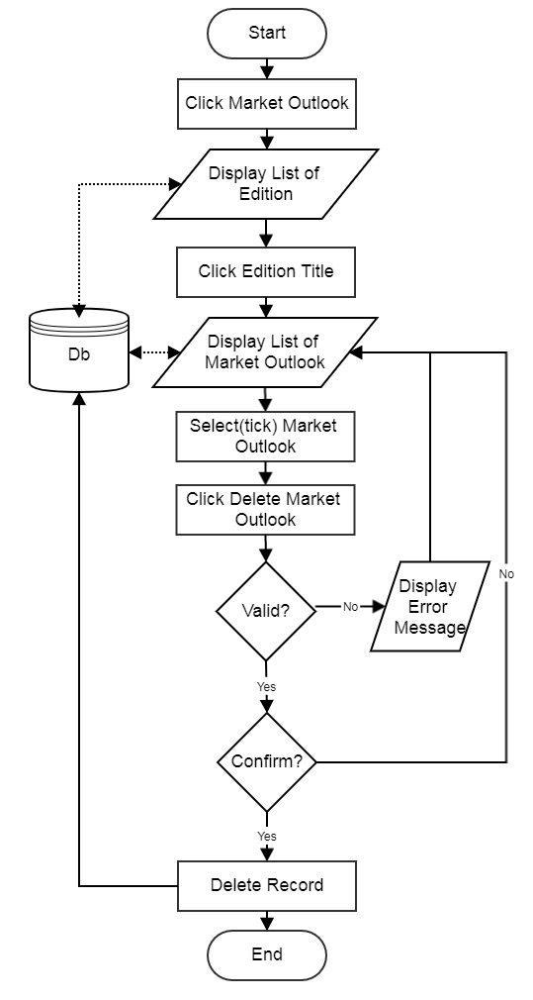 Start
Click Market Outlook
Display List of
Edition
Click Edition Title
Db
Display List of
Market Outlook
Select(tick) Market
Outlook
Click Delete Market
Outlook
Valid?
No
Display
Error
Message
No
Yes
Confirm?
Yes
Delete Record
End